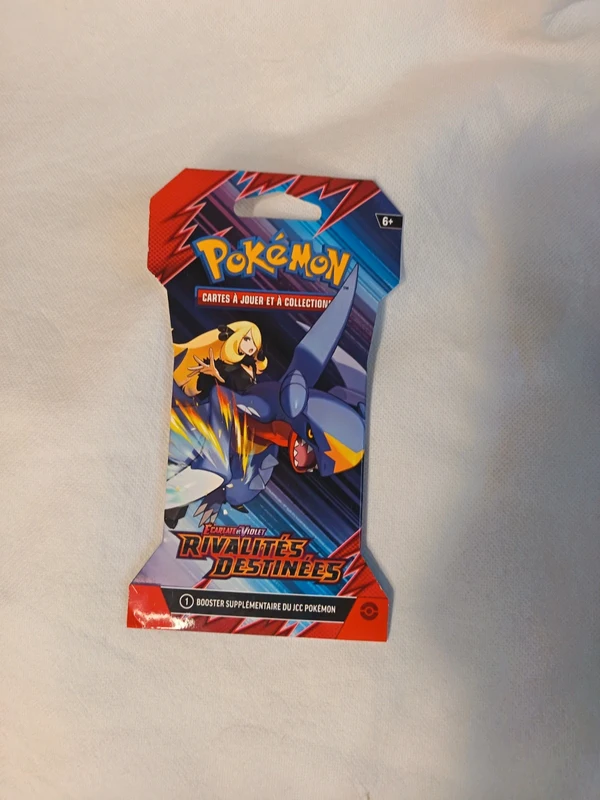 6+
POKéMON
CARTES À JOUER ET À COLLECTIONNER
ÉCARLATE ET VIOLET
RIVALITÉS
DESTINÉES
1 BOOSTER SUPPLÉMENTAIRE DU JCC POKÉMON